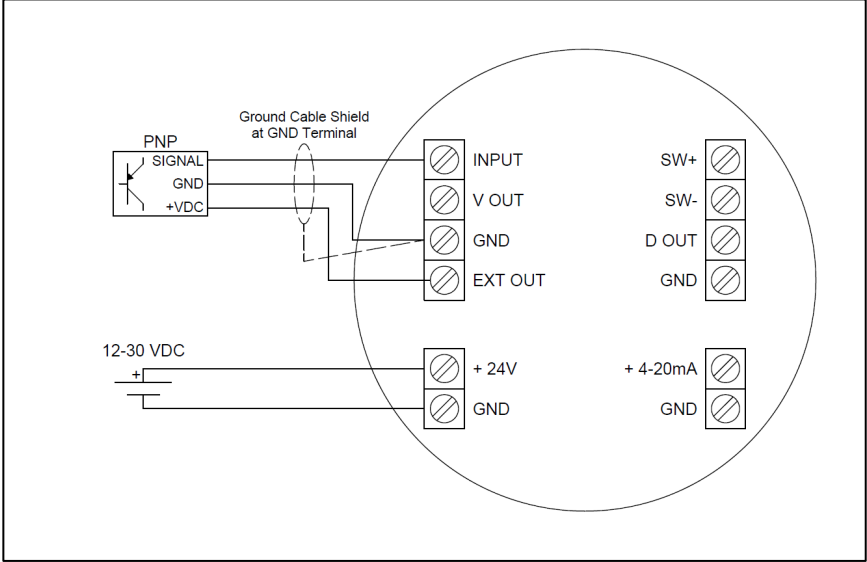 Ground Cable Shield
at GND Terminal
PNP
SIGNAL
GND
+VDC
INPUT
V OUT
GND
EXT OUT
SW+
SW-
D OUT
GND
12-30 VDC
+
+ 24V
GND
+ 4-20mA
GND